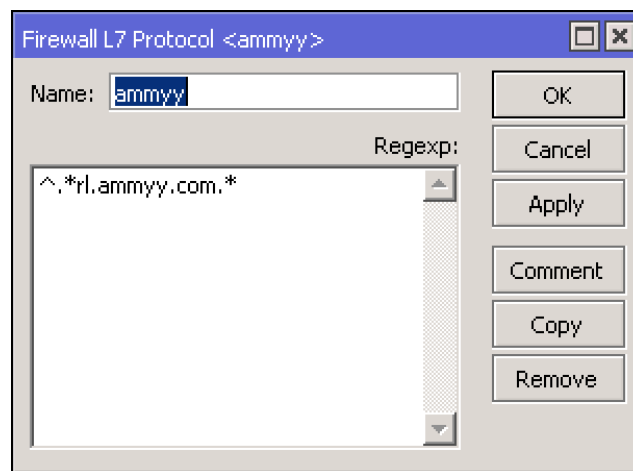 Firewall L7 Protocol <ammyy>
Name: ammyy
OK
Regexp:
Cancel
^.*rl.ammyy.com.*
Apply
Comment
Copy
Remove